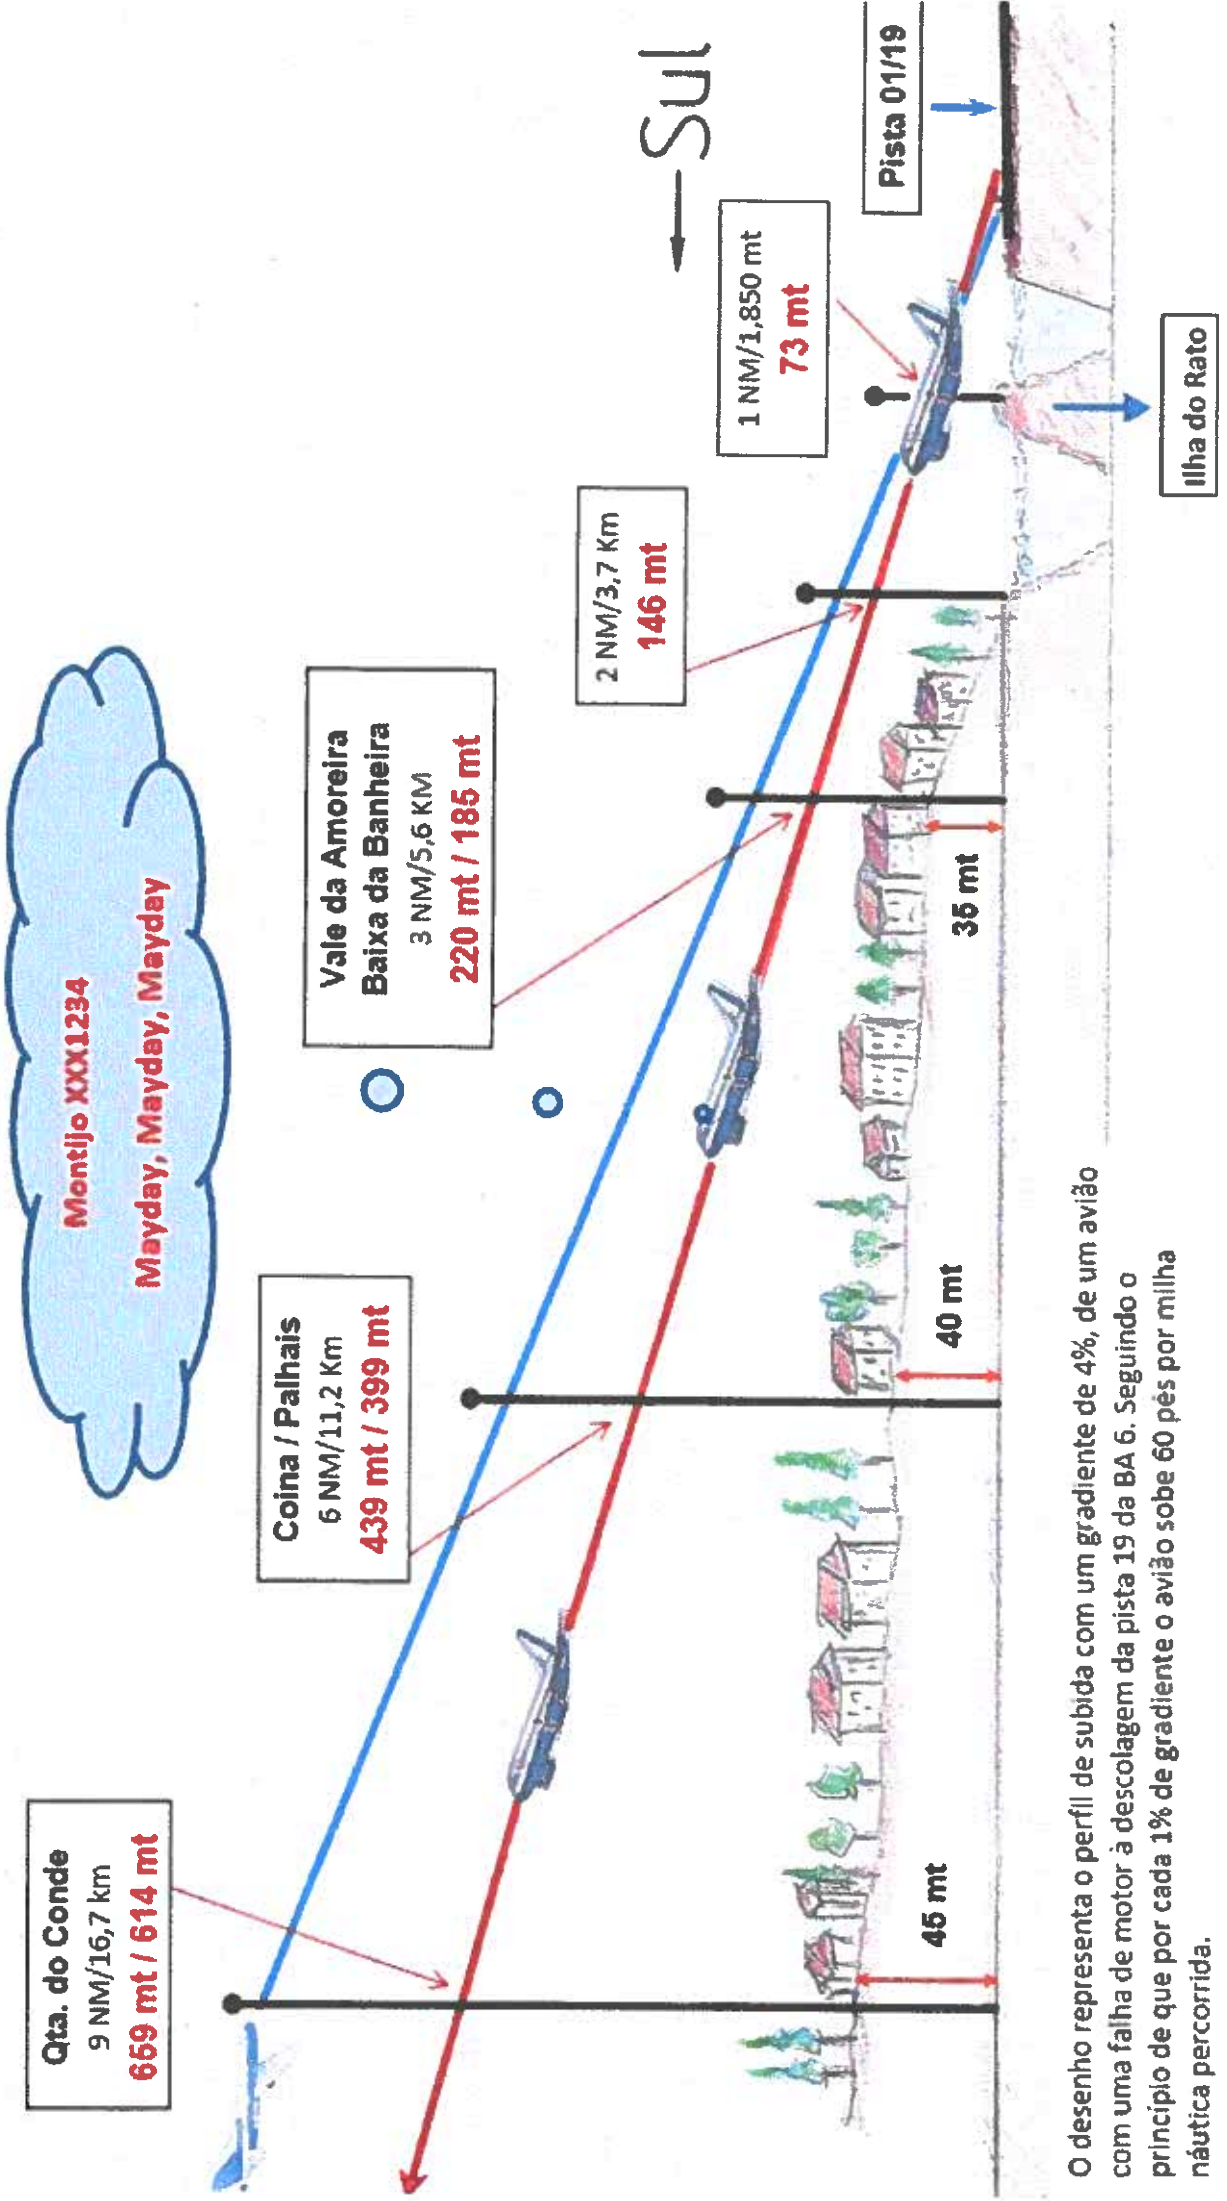 Montijo XXX1234
Mayday, Mayday, Mayday
Qta. do Conde
9 NM/16,7 km
659 mt / 614 mt
Coina / Palhais
6 NM/11,2 Km
439 mt / 399 mt
Vale da Amoreira
Baixa da Banheira
3 NM/5,6 KM
220 mt / 185 mt
2 NM/3,7 Km
146 mt
1 NM/1,850 mt
73 mt
Sul
Pista 01/19
Ilha do Rato
45 mt
40 mt
35 mt
O desenho representa o perfil de subida com um gradiente de 4%, de um avião
com uma falha de motor à descolagem da pista 19 da BA 6. Seguindo o
princípio de que por cada 1% de gradiente o avião sobe 60 pés por milha
náutica percorrida.